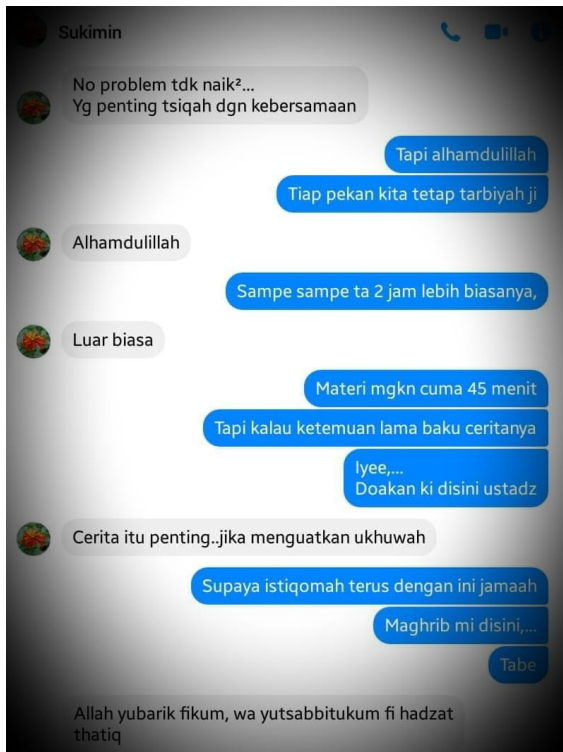 Sukimin
No problem tdk naik²...
Yg penting tsiqah dgn kebersamaan
Tapi alhamdulillah
Tiap pekan kita tetap tarbiyah ji
Alhamdulillah
Sampe sampe ta 2 jam lebih biasanya,
Luar biasa
Materi mgkn cuma 45 menit
Tapi kalau ketemuan lama baku ceritanya
Iyee,...
Doakan ki disini ustadz
Cerita itu penting..jika menguatkan ukhuwah
Supaya istiqomah terus dengan ini jamaah
Maghrib mi disini,...
Tabe
Allah yubarik fikum, wa yutsabbitukum fi hadzat
thatiq